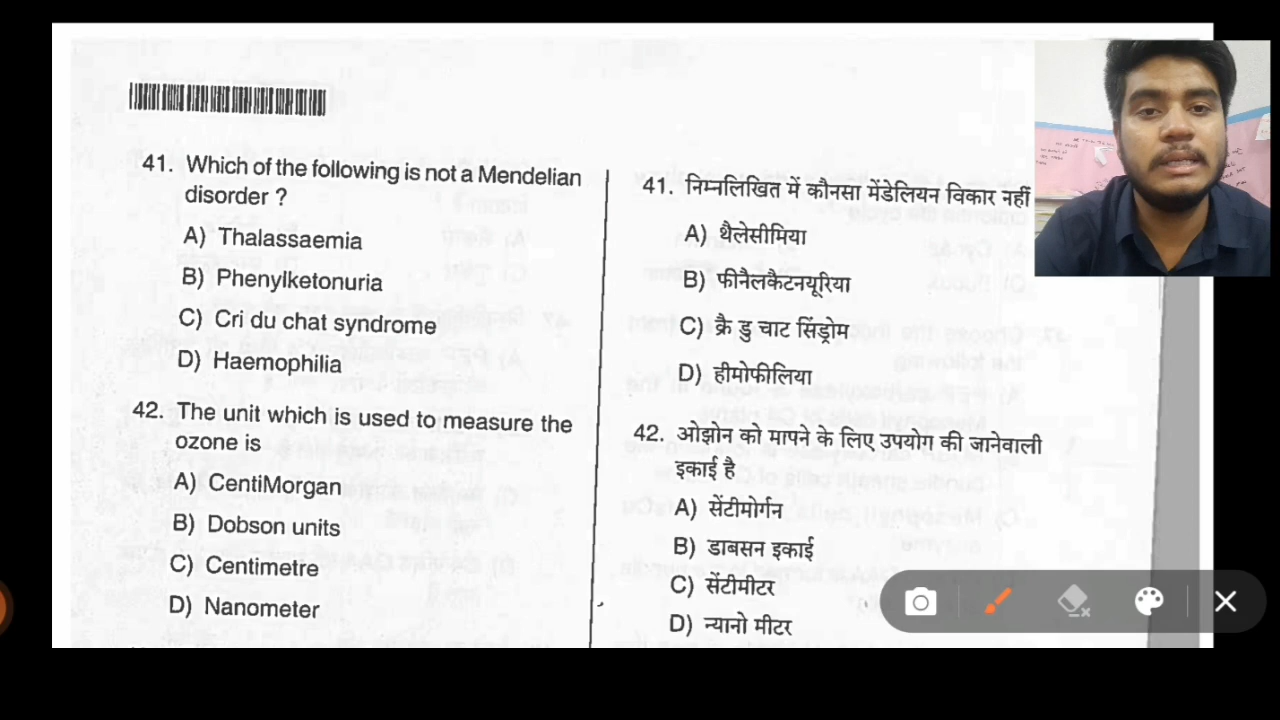 41. Which of the following is not a Mendelian
disorder ?
A) Thalassaemia
B) Phenylketonuria
C) Cri du chat syndrome
D) Haemophilia
42. The unit which is used to measure the
ozone is
A) CentiMorgan
B) Dobson units
C) Centimetre
D) Nanometer
41. निम्नलिखित में कौनसा मेंडेलियन विकार नहीं
A) थैलेसीमिया
B) फीनैलकैटनयूरिया
C) क्रै डु चाट सिंड्रोम
D) हीमोफीलिया
42. ओझोन को मापने के लिए उपयोग की जानेवाली
इकाई है
A) सेंटीमोर्गन
B) डाबसन इकाई
C) सेंटीमीटर
D) न्यानो मीटर